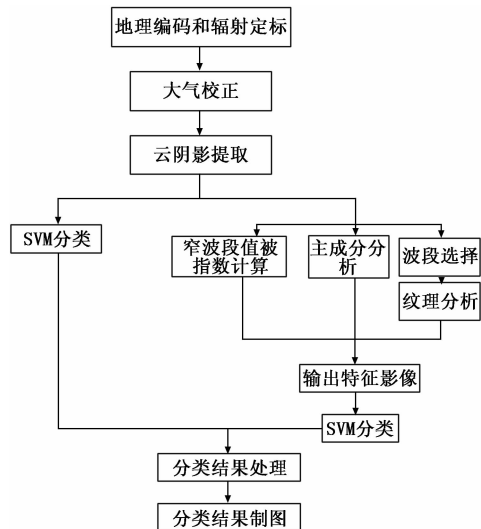 地理编码和辐射定标
大气校正
云阴影提取
SVM分类
窄波段值被
指数计算
主成分分
析
波段选择
纹理分析
输出特征影像
SVM分类
分类结果处理
分类结果制图